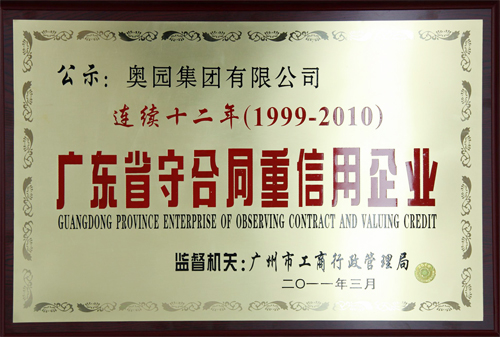 公示：奥园集团有限公司
连续十二年(1999-2010)
广东省守合同重信用企业
GUANGDONG PROVINCE ENTERPRISE OF OBSERVING CONTRACT AND VALUING CREDIT
监督机关:广州市工商行政管理局
二〇一一年三月